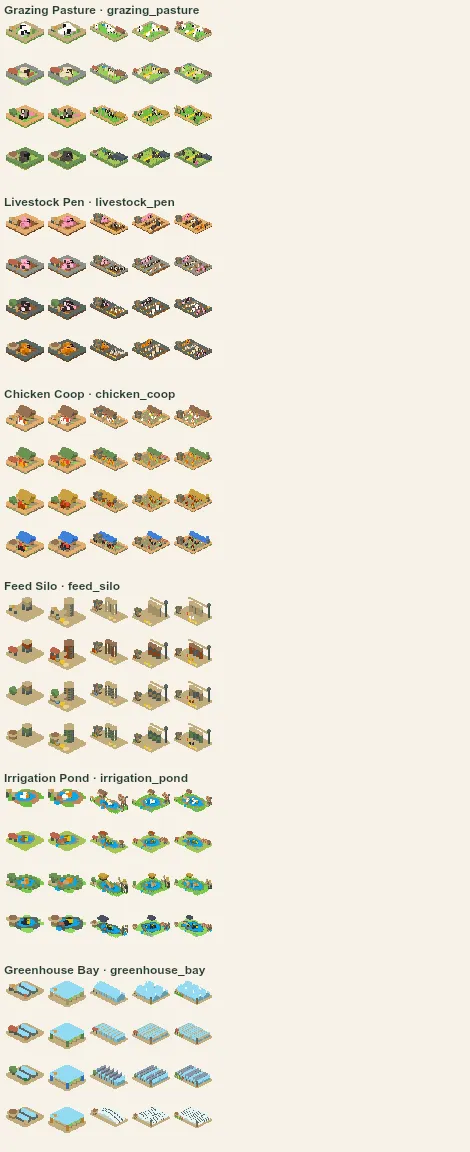 Grazing Pasture · grazing_pasture
Livestock Pen · livestock_pen
Chicken Coop · chicken_coop
Feed Silo · feed_silo
Irrigation Pond · irrigation_pond
Greenhouse Bay · greenhouse_bay